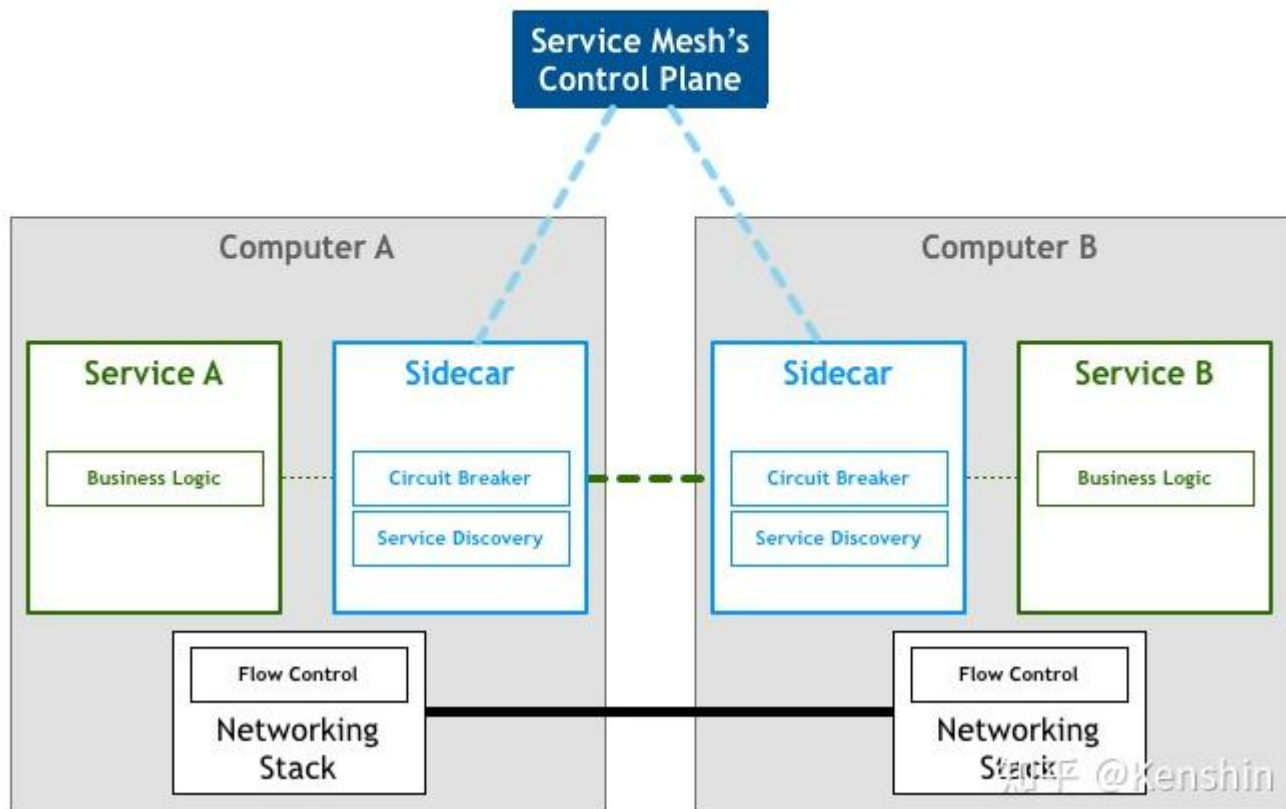 Service Mesh's
Control Plane
Computer A
Computer B
Service A
Sidecar
Sidecar
Service B
Business Logic
Circuit Breaker
Circuit Breaker
Business Logic
Service Discovery
Service Discovery
Flow Control
Flow Control
Networking
Stack
Networking
Stack
知乎 @Kenshin